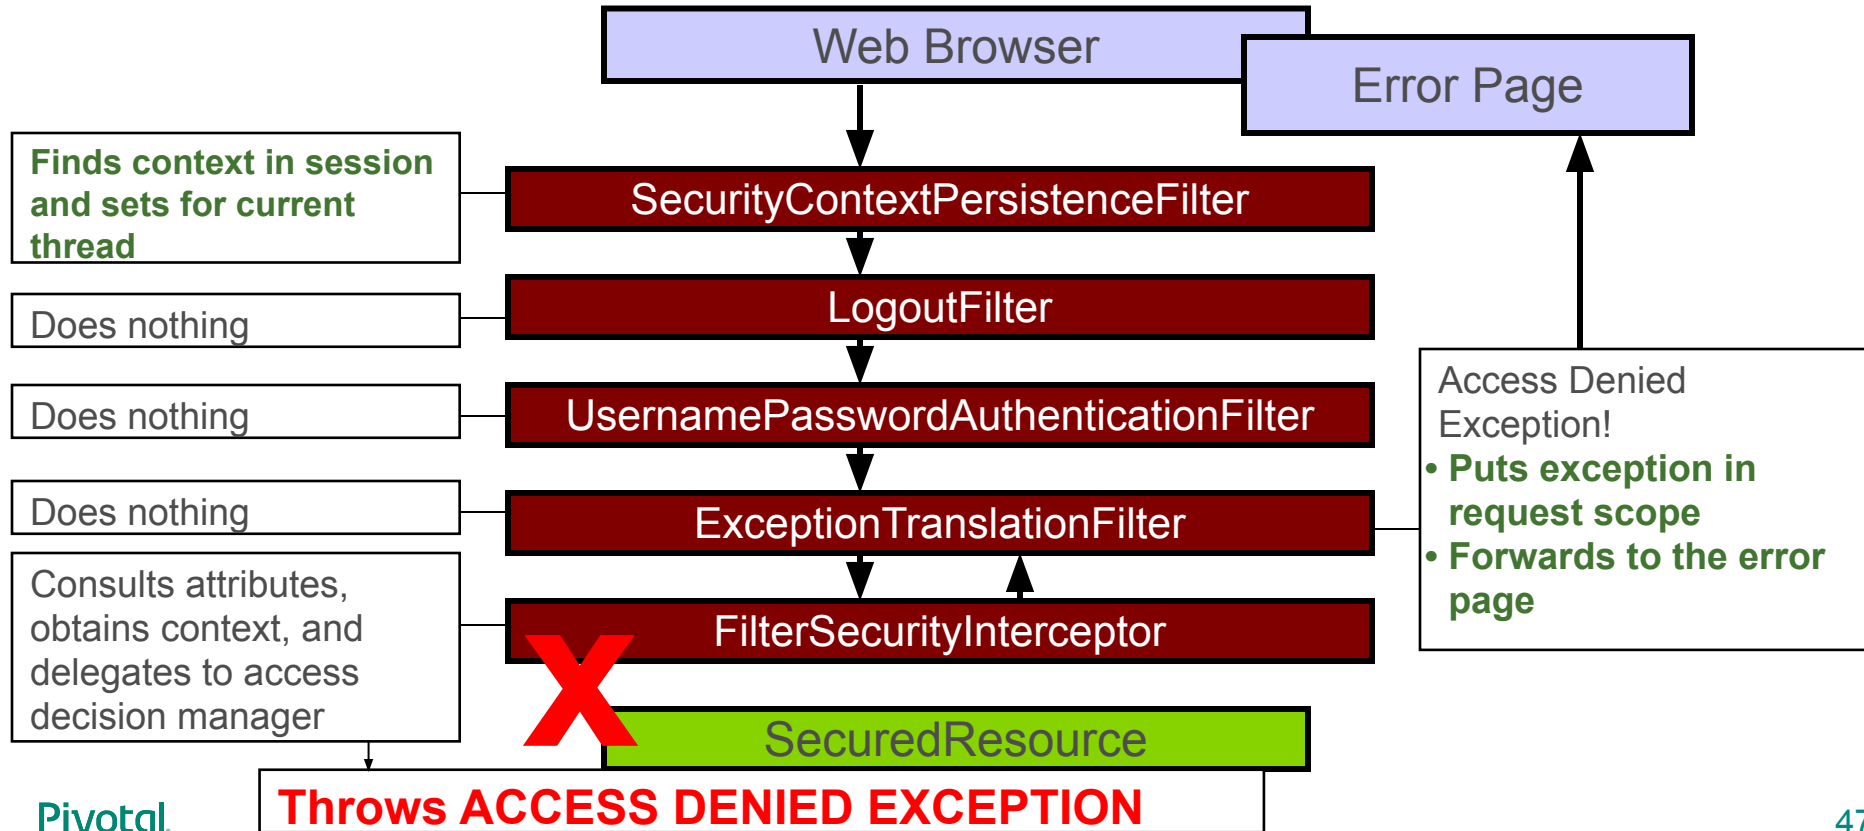 Web Browser
Error Page
Finds context in session
and sets for current
thread
SecurityContextPersistenceFilter
Does nothing
LogoutFilter
Does nothing
UsernamePasswordAuthenticationFilter
Does nothing
ExceptionTranslationFilter
Access Denied
Exception!
• Puts exception in
request scope
• Forwards to the error
page
Consults attributes,
obtains context, and
delegates to access
decision manager
FilterSecurityInterceptor
X
SecuredResource
Throws ACCESS DENIED EXCEPTION
Pivotal
47